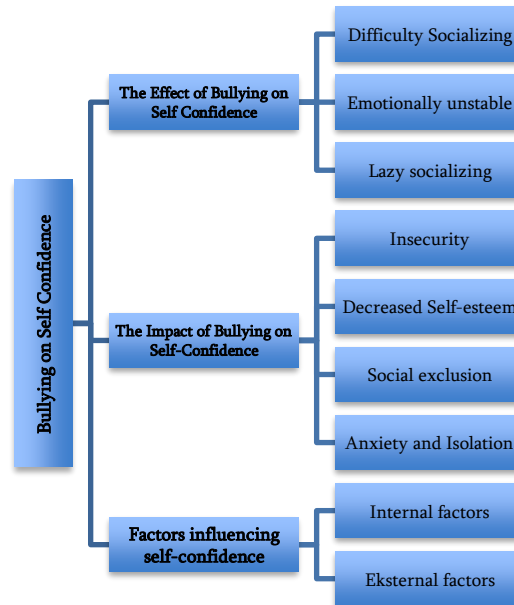 Bullying on Self Confidence
The Effect of Bullying on
Self Confidence
Difficulty Socializing
Emotionally unstable
Lazy socializing
The Impact of Bullying on
Self-Confidence
Insecurity
Decreased Self-esteem
Social exclusion
Anxiety and Isolation
Factors influencing
self-confidence
Internal factors
Eksternal factors